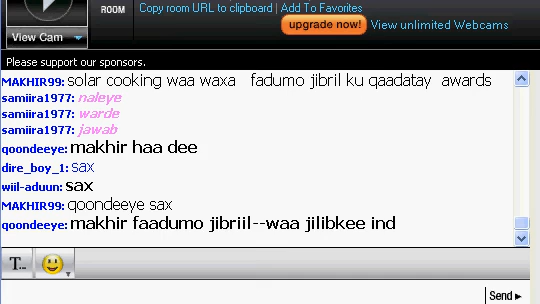 ROOM
Copy room URL to clipboard | Add To Favorites
upgrade now! View unlimited Webcams
View Cam
Please support our sponsors.
MAKHIR99: solar cooking waa waxa fadumo jibril ku qaadatay awards
samiira1977: naleye
samiira1977: warde
samiira1977: jawab
qoondeeye: makhir haa dee
dire_boy_1: sax
wiil-aduun: sax
MAKHIR99: qoondeeye sax
qoondeeye: makhir faadumo jibriil--waa jilibkee ind
T...
Send